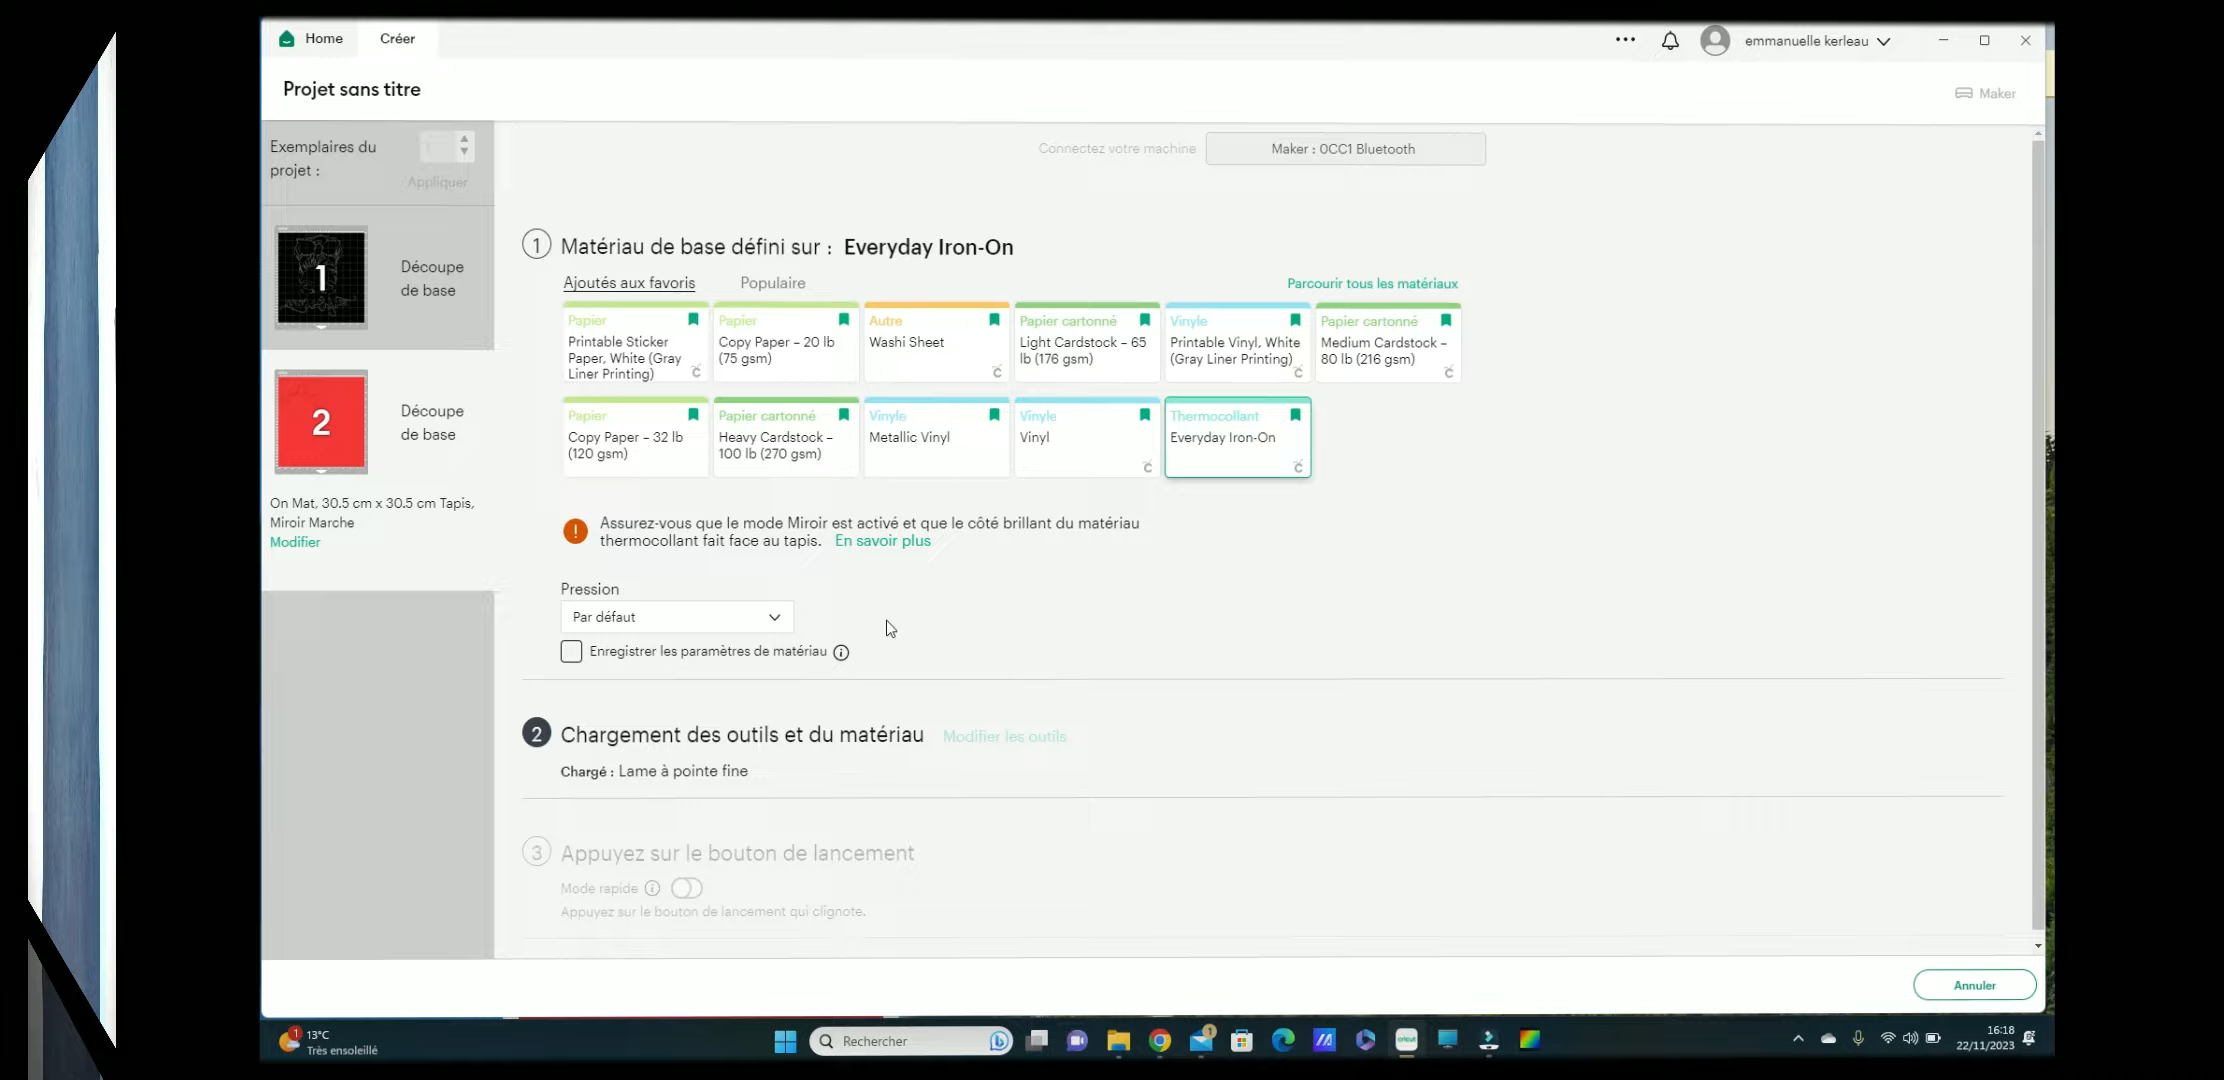 Home
Créer
emmanuelle kerleau
Projet sans titre
Maker
Exemplaires du
projet :
Appliquer
Connectez votre machine
Maker : 0CC1 Bluetooth
1
Découpe
de base
2
Découpe
de base
On Mat, 30.5 cm x 30.5 cm Tapis,
Miroir Marche
Modifier
1 Matériau de base défini sur : Everyday Iron-On
Ajoutés aux favoris
Populaire
Parcourir tous les matériaux
Papier
Printable Sticker
Paper, White (Gray
Liner Printing)
Papier
Copy Paper – 20 lb
(75 gsm)
Autre
Washi Sheet
Papier cartonné
Light Cardstock – 65
lb (176 gsm)
Vinyle
Printable Vinyl, White
(Gray Liner Printing)
Papier cartonné
Medium Cardstock –
80 lb (216 gsm)
Papier
Copy Paper – 32 lb
(120 gsm)
Papier cartonné
Heavy Cardstock –
100 lb (270 gsm)
Vinyle
Metallic Vinyl
Vinyle
Vinyl
Thermocollant
Everyday Iron-On
Assurez-vous que le mode Miroir est activé et que le côté brillant du matériau
thermocollant fait face au tapis. En savoir plus
Pression
Par défaut
Enregistrer les paramètres de matériau
2 Chargement des outils et du matériau Modifier les outils
Chargé : Lame à pointe fine
3 Appuyez sur le bouton de lancement
Mode rapide
Appuyez sur le bouton de lancement qui clignote.
Annuler
1
13°C
Très ensoleillé
Rechercher
1
cricut
16:18
22/11/2023